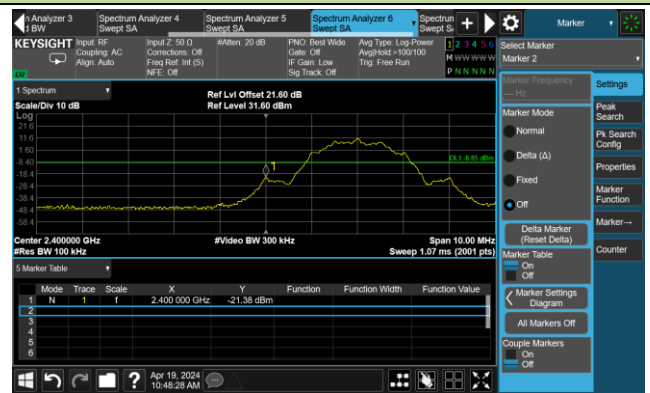 n Analyzer 3
d BW
Spectrum Analyzer 4
Swept SA
Spectrum Analyzer 5
Swept SA
Spectrum Analyzer 6
Swept SA
Spectrun
Swept S
Marker
KEYSIGHT
Input: RF
Coupling: AC
Align: Auto
Input Z: 50 Ω
Corrections: Off
Freq Ref: Int (S)
NFE: Off
#Atten: 20 dB
PNO: Best Wide
Gate: Off
IF Gain: Low
Sig Track: Off
Avg Type: Log-Power
Avg|Hold:>100/100
Trig: Free Run
1 2 3 4 5 6
M W W W W W
P N N N N N
LXI
Select Marker
Marker 2
Marker Frequency
--- Hz
Marker Mode
Normal
Delta (Δ)
Fixed
Off
Delta Marker
(Reset Delta)
Marker Table
On
Off
Marker Settings
Diagram
All Markers Off
Couple Markers
On
Off
Settings
Peak
Search
Pk Search
Config
Properties
Marker
Function
Marker→
Counter
1 Spectrum
Scale/Div 10 dB
Log
Ref Lvl Offset 21.60 dB
Ref Level 31.60 dBm
21.6
11.6
1.60
-8.40
-18.4
-28.4
-38.4
-48.4
-58.4
1
DL1 -8.85 dBm
Center 2.400000 GHz
#Res BW 100 kHz
#Video BW 300 kHz
Span 10.00 MHz
Sweep 1.07 ms (2001 pts)
5 Marker Table
Mode Trace Scale X Y Function Function Width Function Value
1 N 1 f 2.400 000 GHz -21.38 dBm
2
3
4
5
6
?
Apr 19, 2024
10:48:28 AM